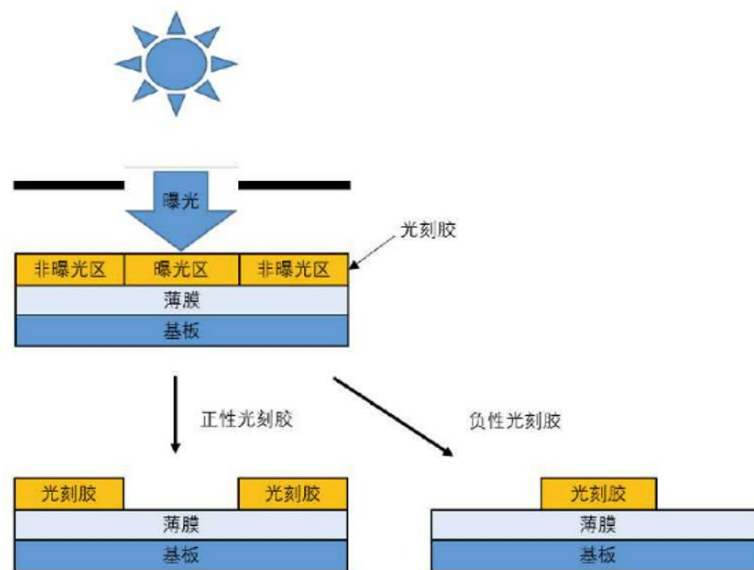 曝光
光刻胶
非曝光区 曝光区 非曝光区
薄膜
基板
正性光刻胶
负性光刻胶
光刻胶 光刻胶 光刻胶
薄膜 薄膜
基板 基板